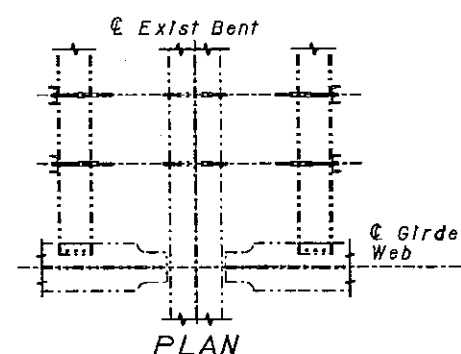 ℄ Exist Bent
℄ Girde
Web
PLAN